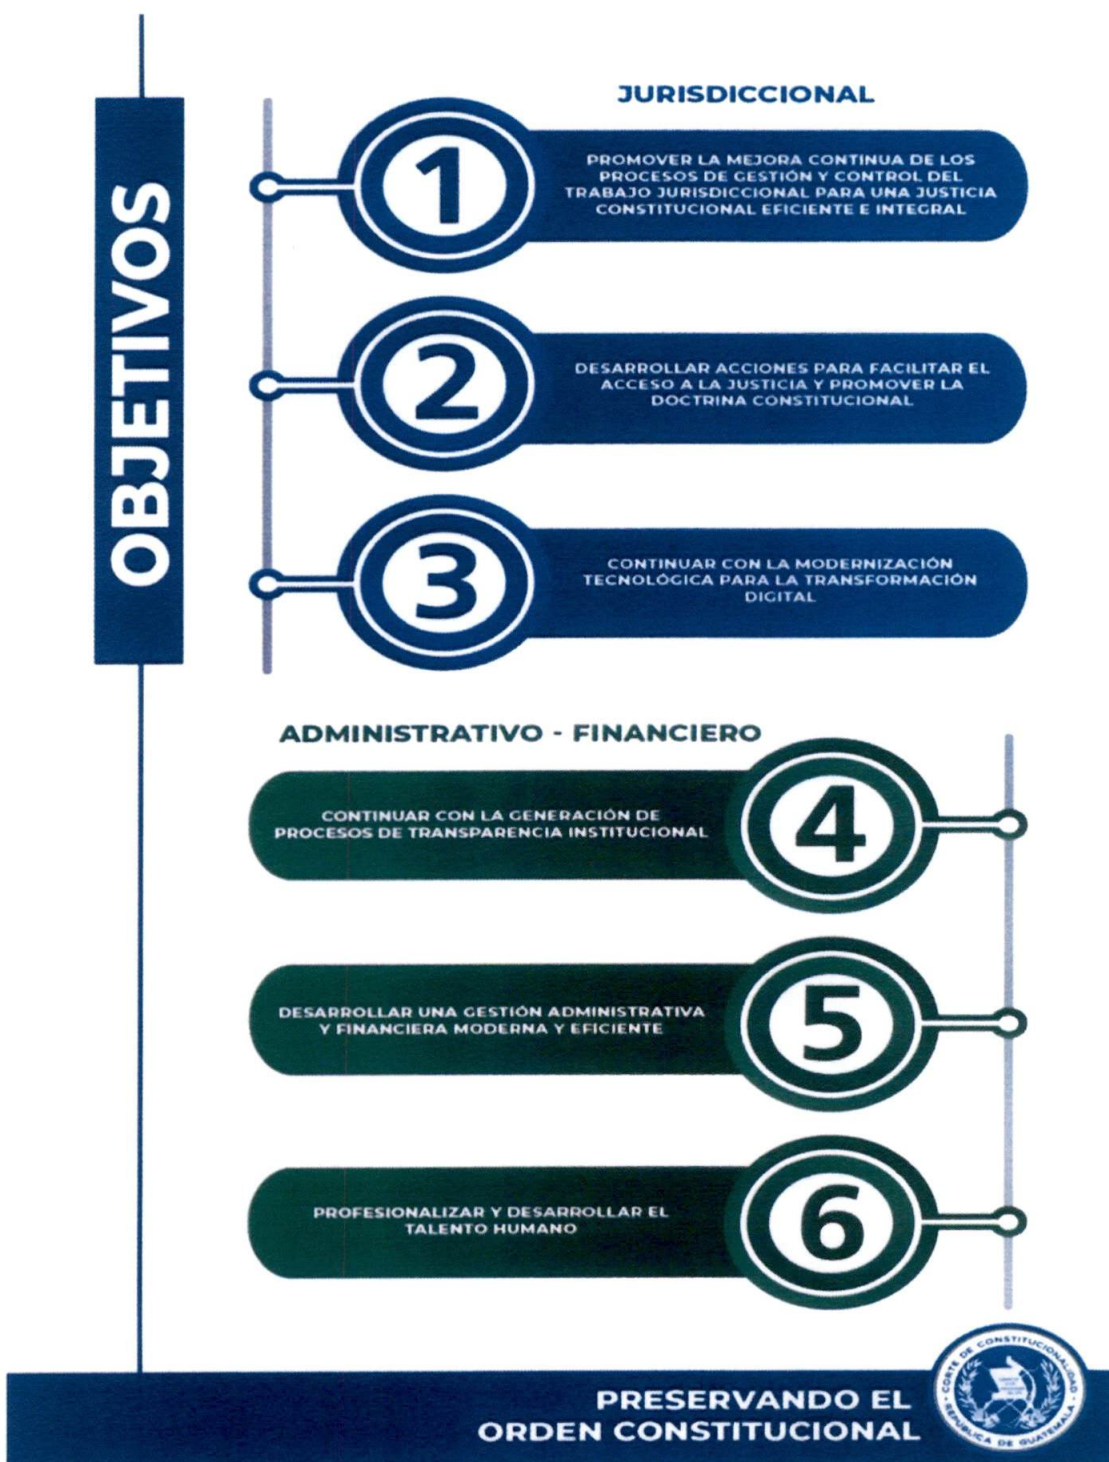 OBJETIVOS
JURISDICCIONAL
1
PROMOVER LA MEJORA CONTINUA DE LOS
PROCESOS DE GESTIÓN Y CONTROL DEL
TRABAJO JURISDICCIONAL PARA UNA JUSTICIA
CONSTITUCIONAL EFICIENTE E INTEGRAL
2
DESARROLLAR ACCIONES PARA FACILITAR EL
ACCESO A LA JUSTICIA Y PROMOVER LA
DOCTRINA CONSTITUCIONAL
3
CONTINUAR CON LA MODERNIZACIÓN
TECNOLÓGICA PARA LA TRANSFORMACIÓN
DIGITAL
ADMINISTRATIVO - FINANCIERO
CONTINUAR CON LA GENERACIÓN DE
PROCESOS DE TRANSPARENCIA INSTITUCIONAL
4
DESARROLLAR UNA GESTIÓN ADMINISTRATIVA
Y FINANCIERA MODERNA Y EFICIENTE
5
PROFESIONALIZAR Y DESARROLLAR EL
TALENTO HUMANO
6
PRESERVANDO EL
ORDEN CONSTITUCIONAL
CORTE DE CONSTITUCIONALIDAD
REPÚBLICA DE GUATEMALA